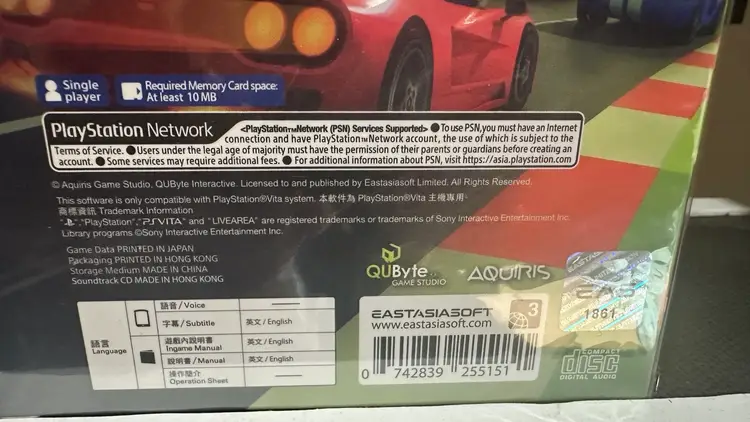 Single
player
Required Memory Card space:
At least 10 MB
PlayStation Network
<PlayStation™Network (PSN) Services Supported> ● To use PSN, you must have an Internet
connection and have PlayStation™Network account, the use of which is subject to the
Terms of Service. ● Users under the legal age of majority must have the permission of their parents or guardians before creating an
account. ● Some services may require additional fees. ● For additional information about PSN, visit https://asia.playstation.com
© Aquiris Game Studio. QUByte Interactive. Licensed to and published by Eastasiasoft Limited. All Rights Reserved.
This software is only compatible with PlayStation®Vita system. 本軟件為 PlayStation®Vita 主機專用。
商標資訊 Trademark Information
"PlayStation", "PSVITA" and "LIVEAREA" are registered trademarks or trademarks of Sony Interactive Entertainment Inc.
Library programs ©Sony Interactive Entertainment Inc.
Game Data PRINTED IN JAPAN
Packaging PRINTED IN HONG KONG
Storage Medium MADE IN CHINA
Soundtrack CD MADE IN HONG KONG
QUByte
GAME STUDIO
AQUIRIS
語言
Language
語音/Voice
字幕/Subtitle
英文/English
遊戲內說明書
Ingame Manual
英文/English
說明書/Manual
英文/English
操作簡介
Operation Sheet
EASTASIASOFT
www.eastasiasoft.com
3
0 742839 255151
1861
COMPACT
disc
DIGITAL AUDIO